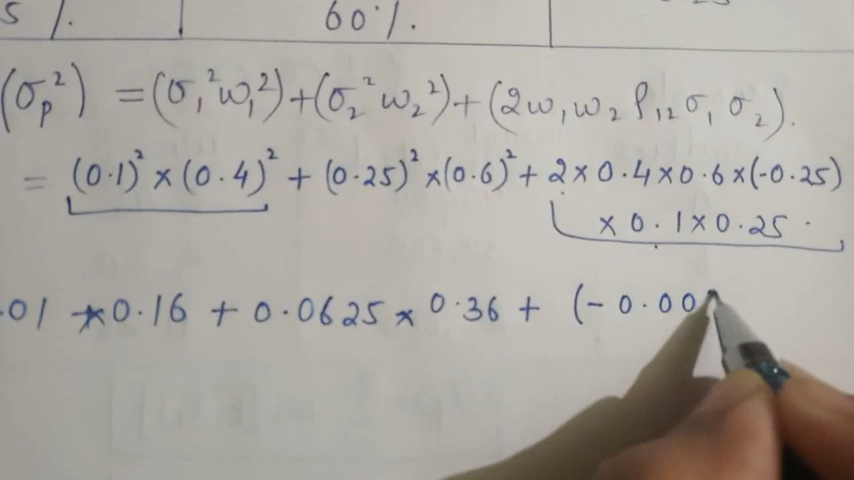 5 %. 60%.
(σp²) = (σ₁²w₁²) + (σ₂²w₂²) + (2w₁w₂ρ₁₂σ₁σ₂).
= (0.1)² × (0.4)² + (0.25)² × (0.6)² + 2 × 0.4 × 0.6 × (-0.25)
× 0.1 × 0.25
.01 × 0.16 + 0.0625 × 0.36 + (-0.00